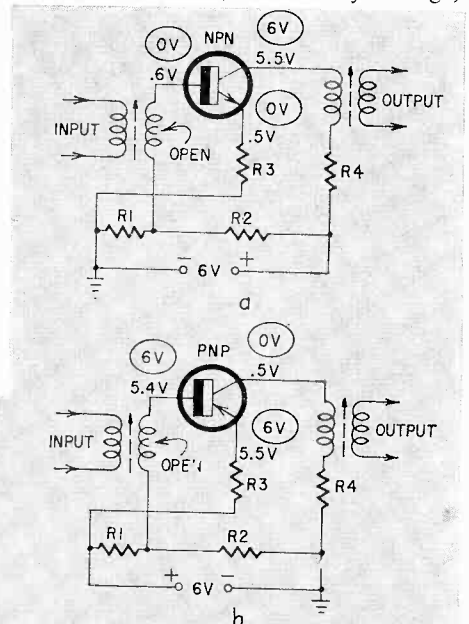 6V
0V NPN
5.5V
.6V
0V
INPUT OUTPUT
.5V
OPEN
R3 R4
R1 R2
− 6V +
a
0V
6V PNP
.5V
5.4V
6V
INPUT OUTPUT
5.5V
OPEN
R3 R4
R1 R2
+ 6V −
b